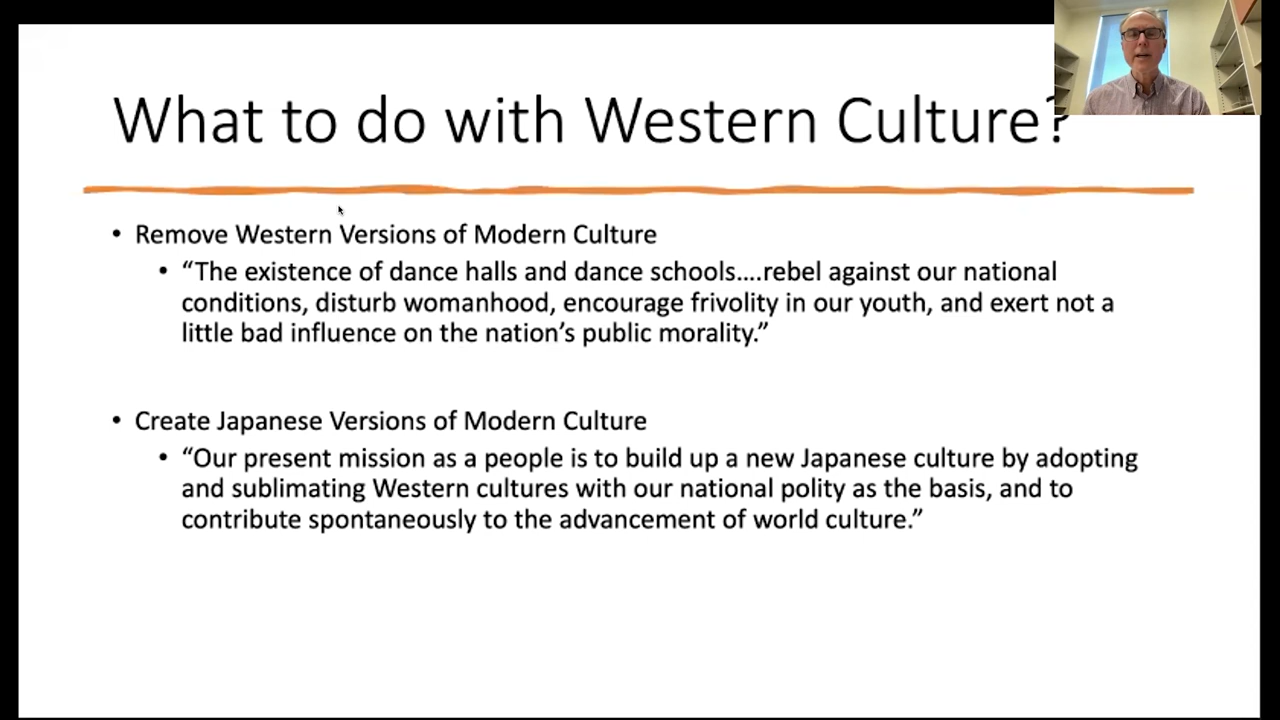 What to do with Western Culture?
• Remove Western Versions of Modern Culture
• “The existence of dance halls and dance schools….rebel against our national
conditions, disturb womanhood, encourage frivolity in our youth, and exert not a
little bad influence on the nation’s public morality.”
• Create Japanese Versions of Modern Culture
• “Our present mission as a people is to build up a new Japanese culture by adopting
and sublimating Western cultures with our national polity as the basis, and to
contribute spontaneously to the advancement of world culture.”